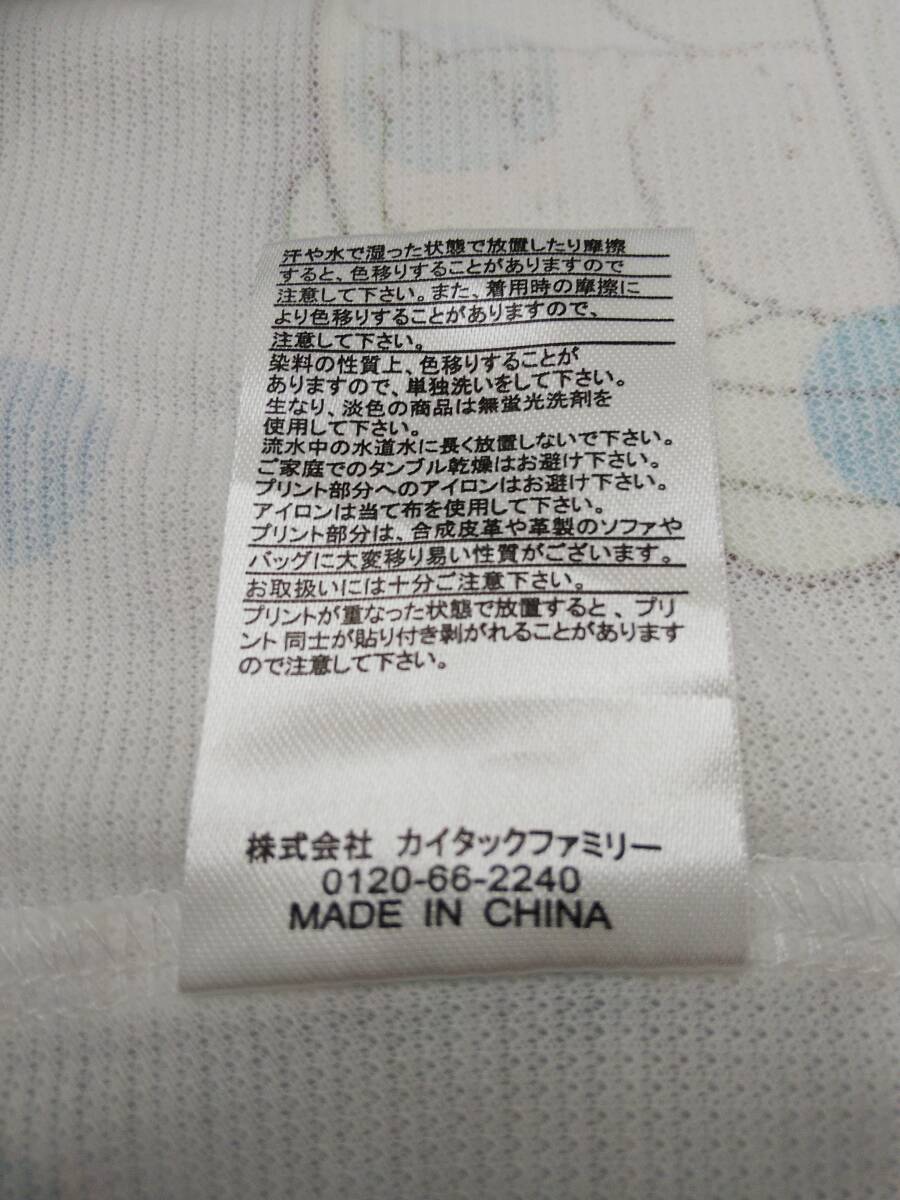 汗や水で湿った状態で放置したり摩擦
すると、色移りすることがありますので
注意して下さい。また、着用時の摩擦に
より色移りすることがありますので、
注意して下さい。
染料の性質上、色移りすることが
ありますので、単独洗いをして下さい。
生なり、淡色の商品は無蛍光洗剤を
使用して下さい。
流水中の水道水に長く放置しないで下さい。
ご家庭でのタンブル乾燥はお避け下さい。
プリント部分へのアイロンはお避け下さい。
アイロンは当て布を使用して下さい。
プリント部分は、合成皮革や革製のソファや
バッグに大変移り易い性質がございます。
お取扱いには十分ご注意下さい。
プリントが重なった状態で放置すると、プリ
ント同士が貼り付き剥がれることがあります
ので注意して下さい。
株式会社 カイタックファミリー
0120-66-2240
MADE IN CHINA